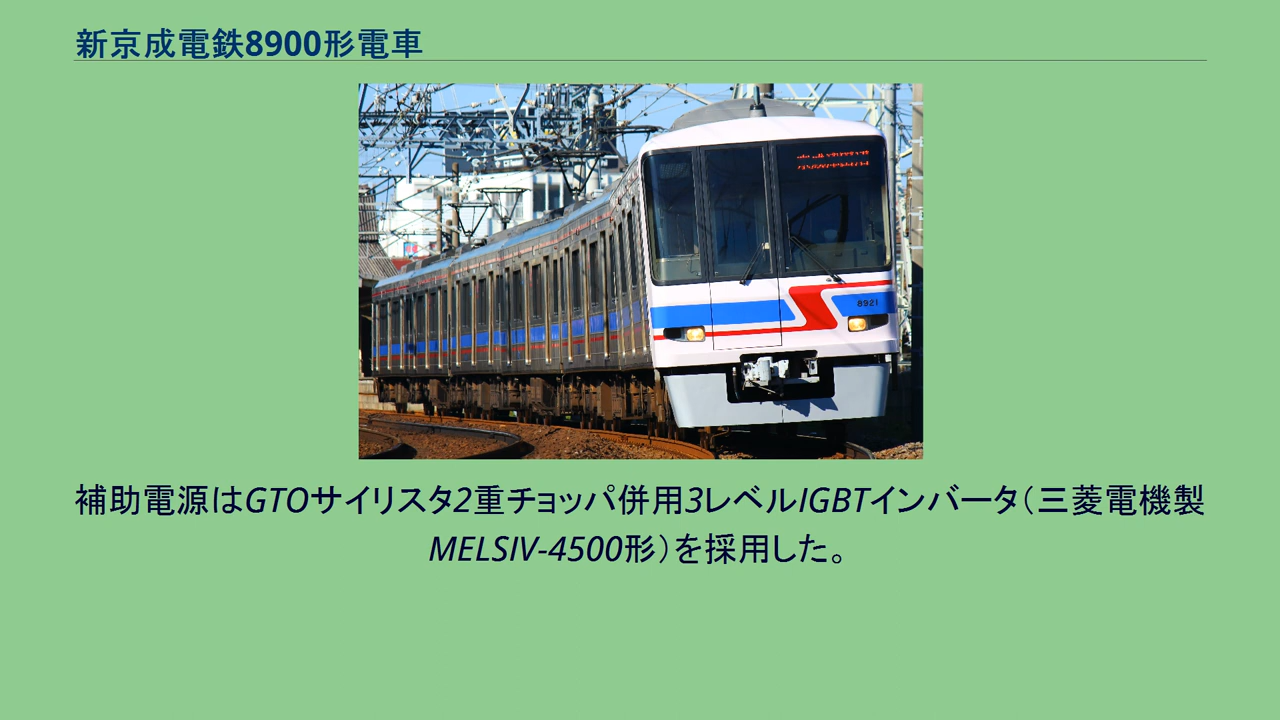 新京成電鉄8900形電車
8921
補助電源はGTOサイリスタ2重チョッパ併用3レベルIGBTインバータ（三菱電機製
MELSIV-4500形）を採用した。